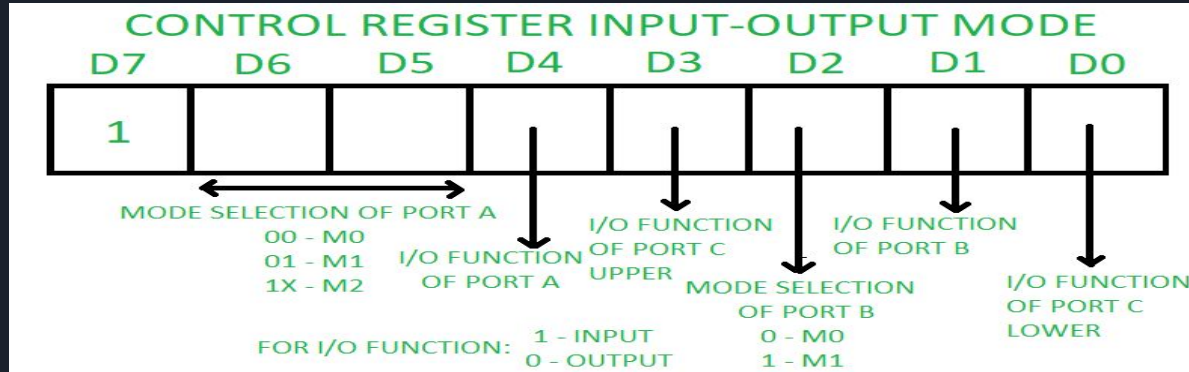 CONTROL REGISTER INPUT-OUTPUT MODE
D7 D6 D5 D4 D3 D2 D1 D0
1
MODE SELECTION OF PORT A
00 - M0
01 - M1
1X - M2
I/O FUNCTION
OF PORT A
I/O FUNCTION
OF PORT C
UPPER
MODE SELECTION
OF PORT B
0 - M0
1 - M1
I/O FUNCTION
OF PORT B
I/O FUNCTION
OF PORT C
LOWER
FOR I/O FUNCTION:
1 - INPUT
0 - OUTPUT